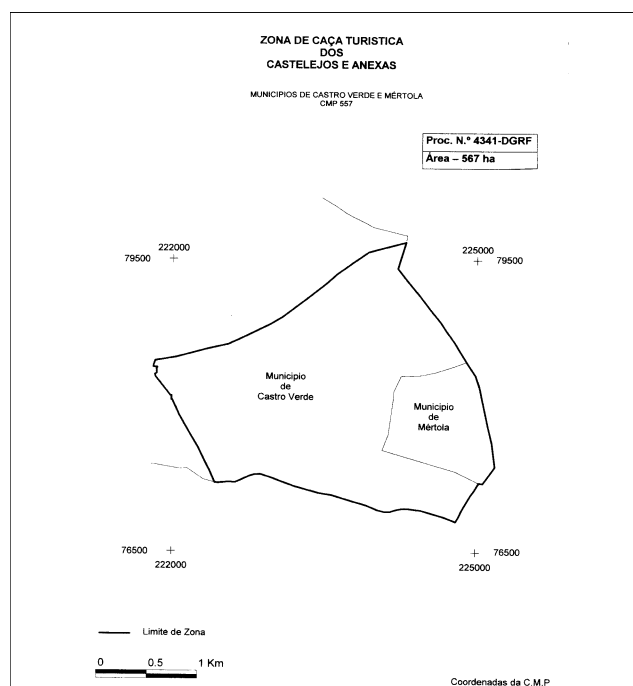 ZONA DE CAÇA TURISTICA
DOS
CASTELEJOS E ANEXAS
MUNICIPIOS DE CASTRO VERDE E MÉRTOLA
CMP 557
Proc. N.º 4341-DGRF
Área – 567 ha
222000
79500
225000
79500
Municipio
de
Castro Verde
Municipio
de
Mértola
76500
222000
76500
225000
Limite de Zona
0 0.5 1 Km
Coordenadas da C.M.P